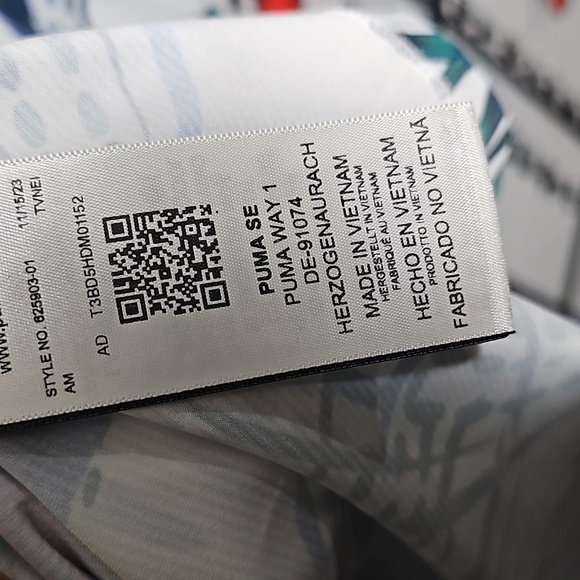 www.p
STYLE NO. 625903-01 11/15/23
AM TVNEI
AD T3BD5HDM01152
PUMA SE
PUMA WAY 1
DE-91074
HERZOGENAURACH
MADE IN VIETNAM
HERGESTELLT IN VIETNAM
FABRIQUÉ AU VIETNAM
HECHO EN VIETNAM
PRODOTTO IN VIETNAM
FABRICADO NO VIETNÃ